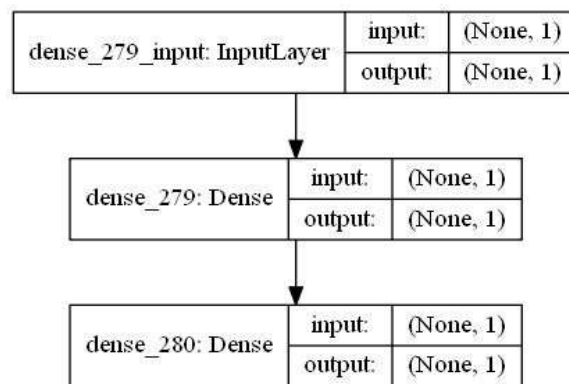 dense_279_input: InputLayer
input: (None, 1)
output: (None, 1)
dense_279: Dense
input: (None, 1)
output: (None, 1)
dense_280: Dense
input: (None, 1)
output: (None, 1)